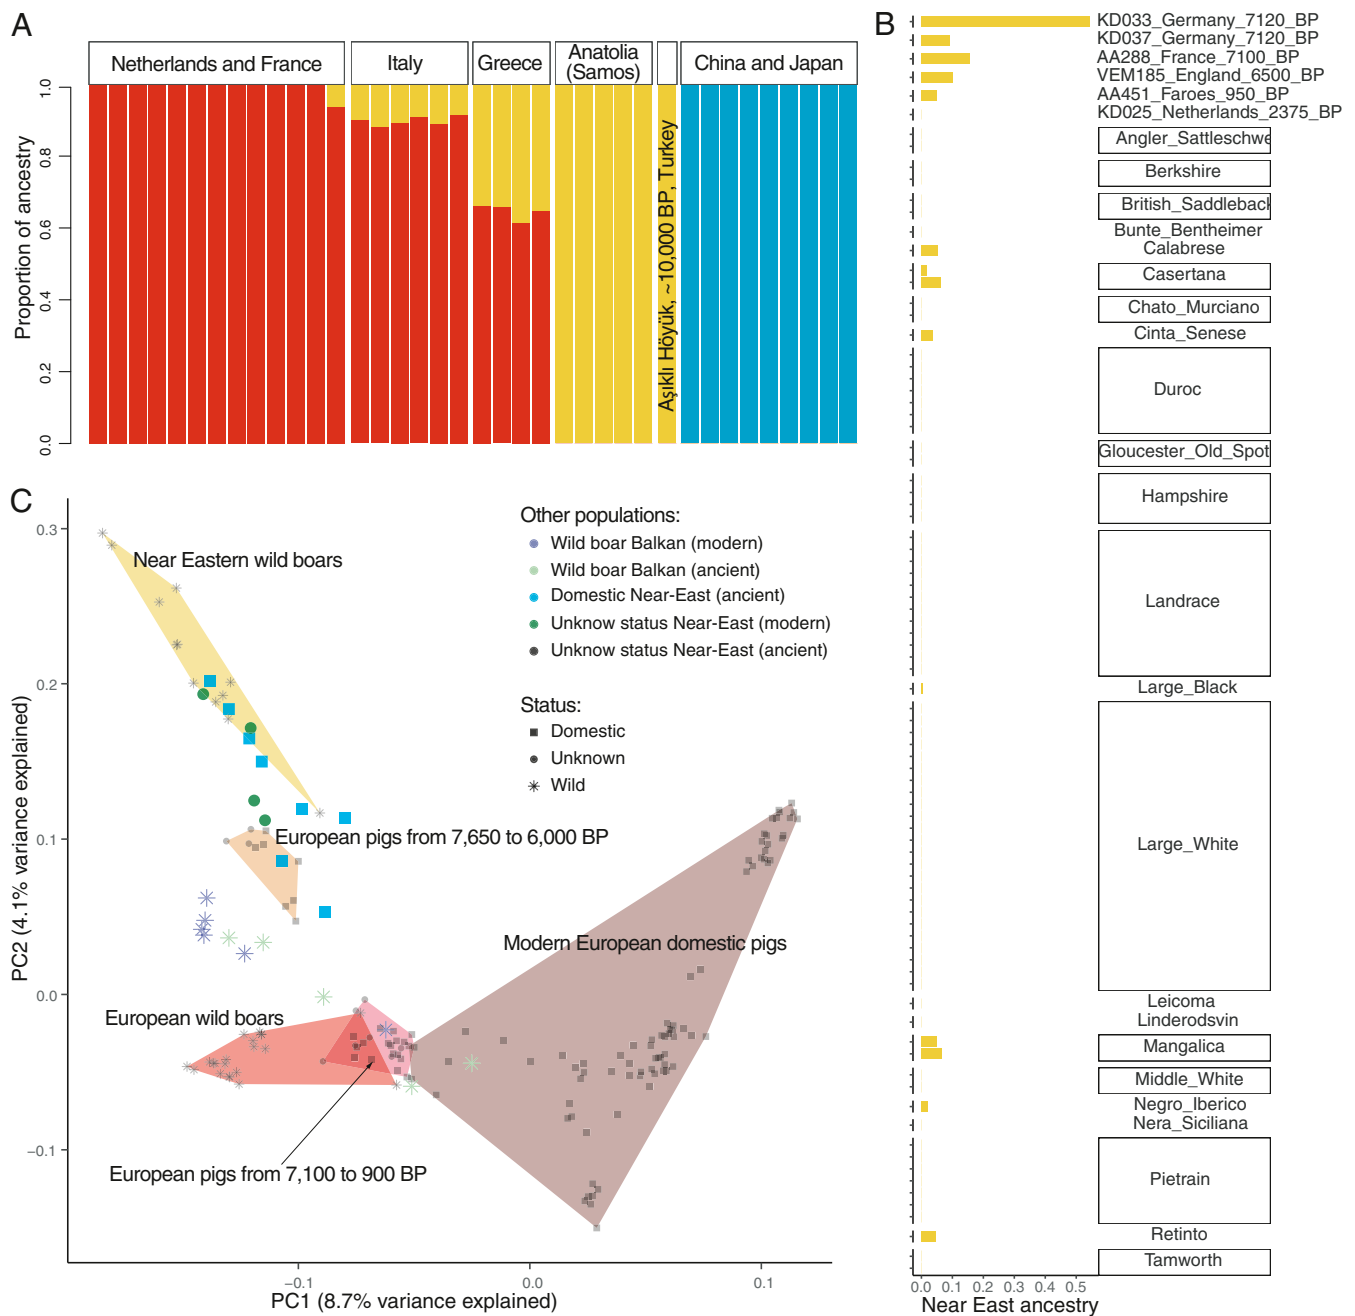 A
Netherlands and France
Italy
Greece
Anatolia
(Samos)
China and Japan
Proportion of ancestry
1.0
0.8
0.6
0.4
0.2
0.0
Aşıklı Höyük, ~10,000 BP, Turkey
B
KD033_Germany_7120_BP
KD037_Germany_7120_BP
AA288_France_7100_BP
VEM185_England_6500_BP
AA451_Faroes_950_BP
KD025_Netherlands_2375_BP
Angler_Sattleschwe
Berkshire
British_Saddleback
Bunte_Bentheimer
Calabrese
Casertana
Chato_Murciano
Cinta_Senese
Duroc
Gloucester_Old_Spot
Hampshire
Landrace
Large_Black
Large_White
Leicoma
Linderodsvin
Mangalica
Middle_White
Negro_Iberico
Nera_Siciliana
Pietrain
Retinto
Tamworth
0.0 0.1 0.2 0.3 0.4 0.5
Near East ancestry
C
Other populations:
Wild boar Balkan (modern)
Wild boar Balkan (ancient)
Domestic Near-East (ancient)
Unknow status Near-East (modern)
Unknow status Near-East (ancient)
Status:
Domestic
Unknown
Wild
Near Eastern wild boars
European pigs from 7,650 to 6,000 BP
Modern European domestic pigs
European wild boars
European pigs from 7,100 to 900 BP
PC2 (4.1% variance explained)
0.3
0.2
0.1
0.0
−0.1
−0.1 0.0 0.1
PC1 (8.7% variance explained)